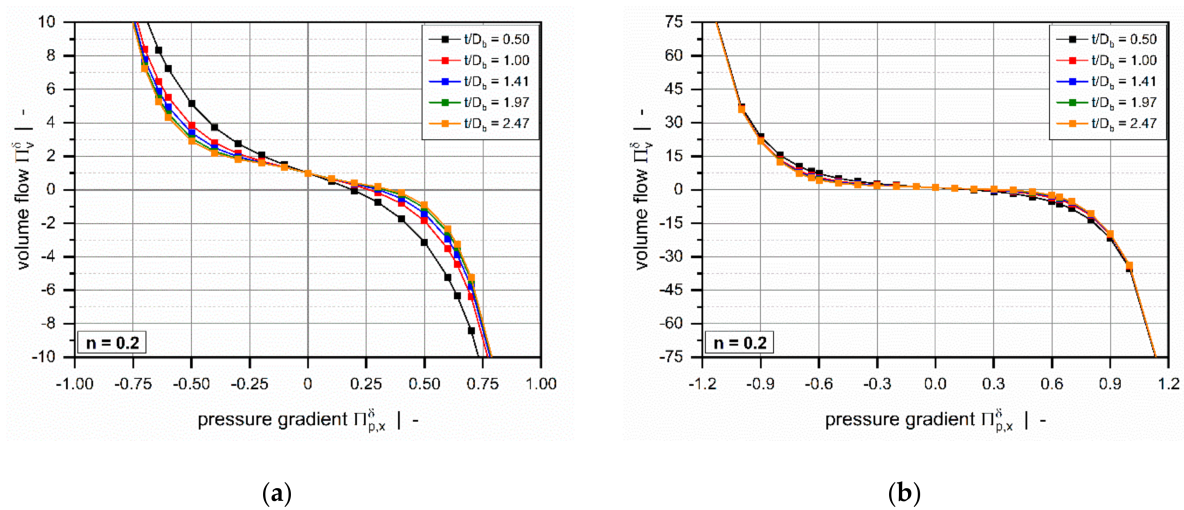 10
8
6
4
2
0
-2
-4
-6
-8
-10
volume flow Π_v^δ | -
t/D_b = 0.50
t/D_b = 1.00
t/D_b = 1.41
t/D_b = 1.97
t/D_b = 2.47
n = 0.2
-1.00 -0.75 -0.50 -0.25 0 0.25 0.50 0.75 1.00
pressure gradient Π_p,x^δ | -
(a)
75
60
45
30
15
0
-15
-30
-45
-60
-75
volume flow Π_v^δ | -
t/D_b = 0.50
t/D_b = 1.00
t/D_b = 1.41
t/D_b = 1.97
t/D_b = 2.47
n = 0.2
-1.2 -0.9 -0.6 -0.3 0.0 0.3 0.6 0.9 1.2
pressure gradient Π_p,x^δ | -
(b)